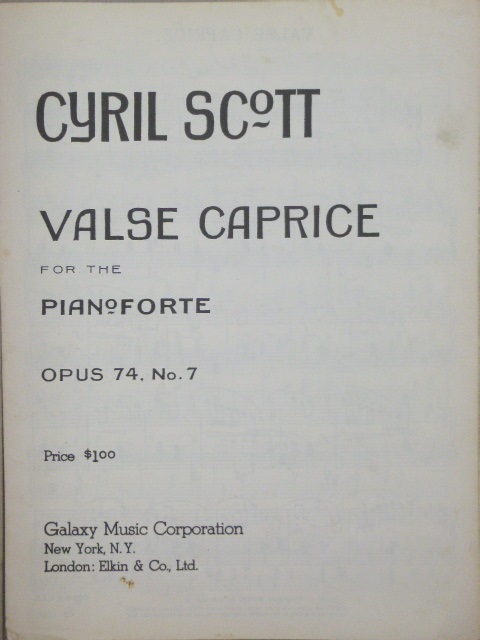 CYRIL SCOTT
VALSE CAPRICE
FOR THE
PIANOFORTE
OPUS 74, No. 7
Price $1.00
Galaxy Music Corporation
New York, N.Y.
London: Elkin & Co., Ltd.